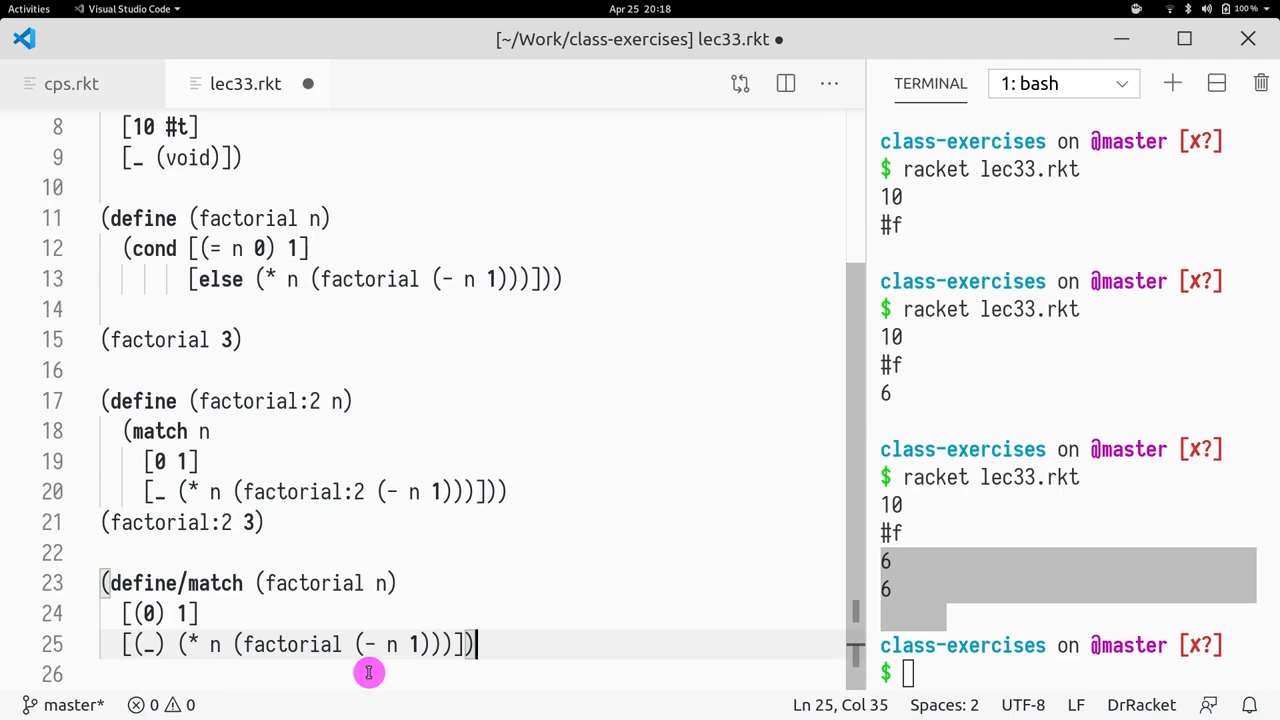 Activities Visual Studio Code Apr 25 20:18 100 %
[~/Work/class-exercises] lec33.rkt ●
cps.rkt lec33.rkt ●
8 [10 #t]
9 [_ (void)])
10
11 (define (factorial n)
12 (cond [(= n 0) 1]
13 [else (* n (factorial (- n 1)))]))
14
15 (factorial 3)
16
17 (define (factorial:2 n)
18 (match n
19 [0 1]
20 [_ (* n (factorial:2 (- n 1)))]))
21 (factorial:2 3)
22
23 (define/match (factorial n)
24 [(0) 1]
25 [(_) (* n (factorial (- n 1)))])
26
TERMINAL 1: bash
class-exercises on @master [x?]
$ racket lec33.rkt
10
#f
class-exercises on @master [x?]
$ racket lec33.rkt
10
#f
6
class-exercises on @master [x?]
$ racket lec33.rkt
10
#f
6
6
class-exercises on @master [x?]
$
master* 0 0 Ln 25, Col 35 Spaces: 2 UTF-8 LF DrRacket